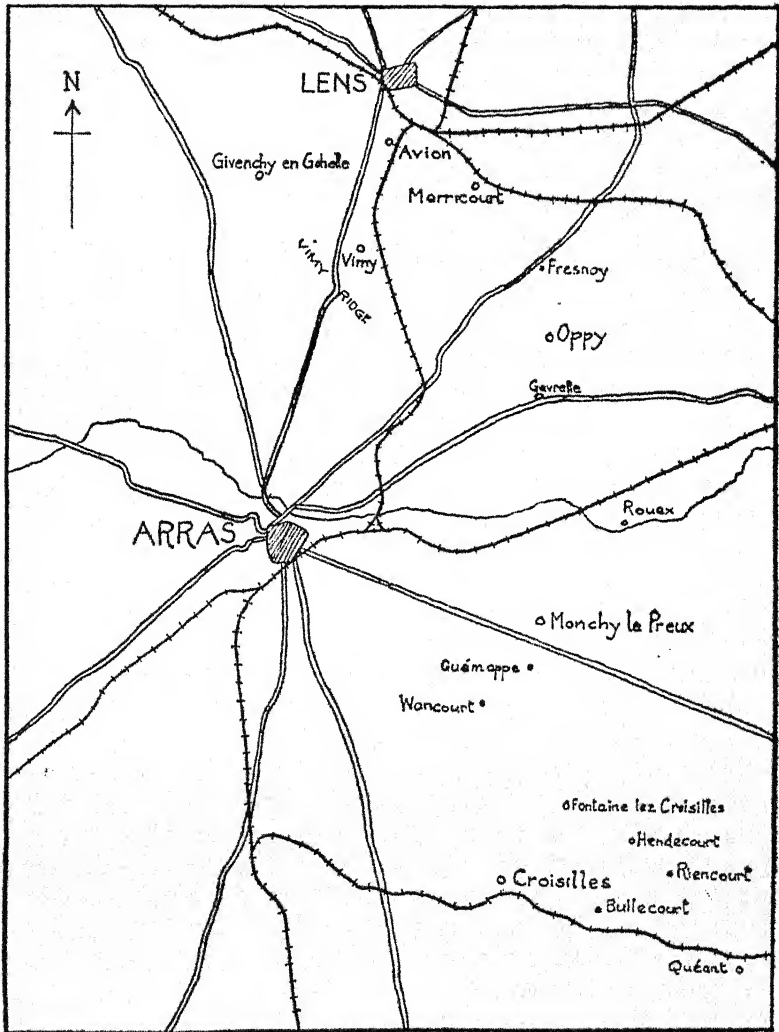 LENS
N
Avion
Givenchy en Gohelle
Merricourt
VIMY
RIDGE
Vimy
Fresnoy
Oppy
Gavrelle
Rouex
ARRAS
Monchy le Preux
Guémappe
Wancourt
Fontaine lez Croisilles
Hendecourt
Riencourt
Croisilles
Bullecourt
Quéant